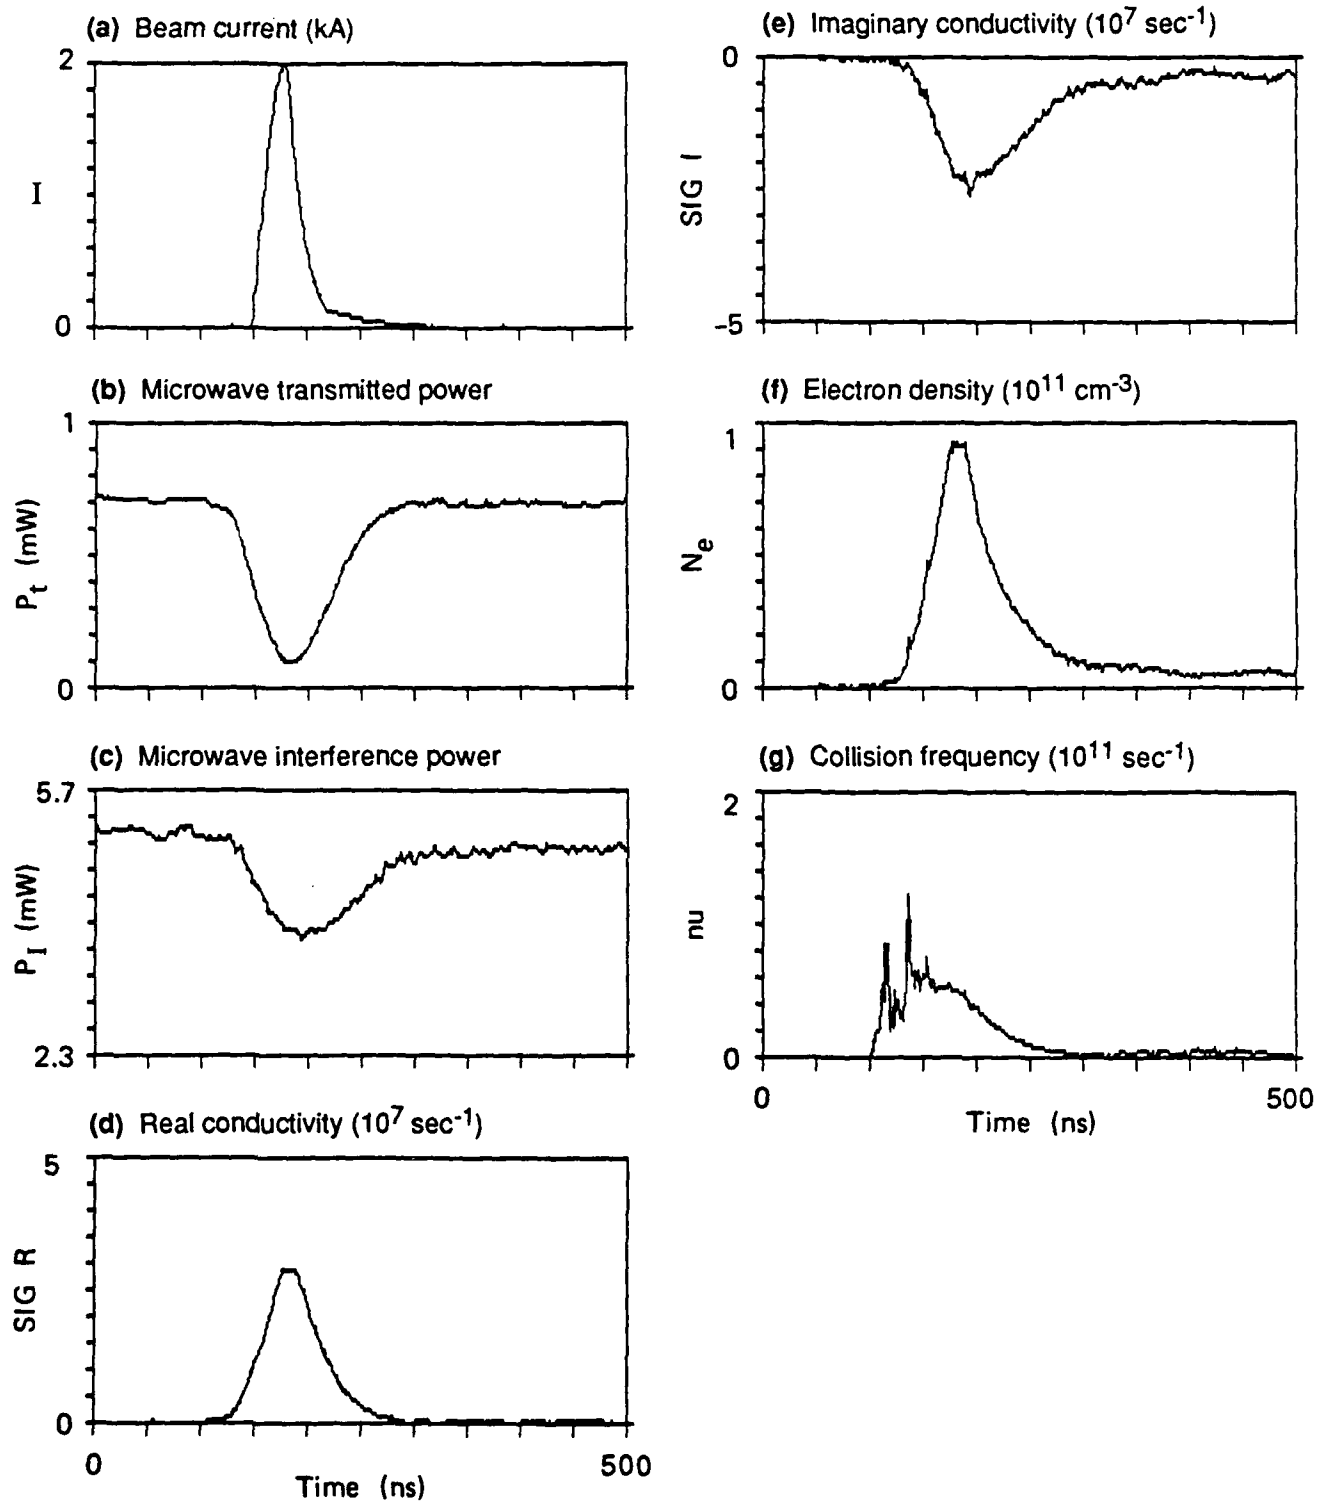 (a) Beam current (kA)
2
I
0
(b) Microwave transmitted power
1
Pt (mW)
0
(c) Microwave interference power
5.7
PI (mW)
2.3
(d) Real conductivity (10^7 sec^-1)
5
SIG R
0
0
500
Time (ns)
(e) Imaginary conductivity (10^7 sec^-1)
0
SIG I
-5
(f) Electron density (10^11 cm^-3)
1
Ne
0
(g) Collision frequency (10^11 sec^-1)
2
nu
0
0
500
Time (ns)